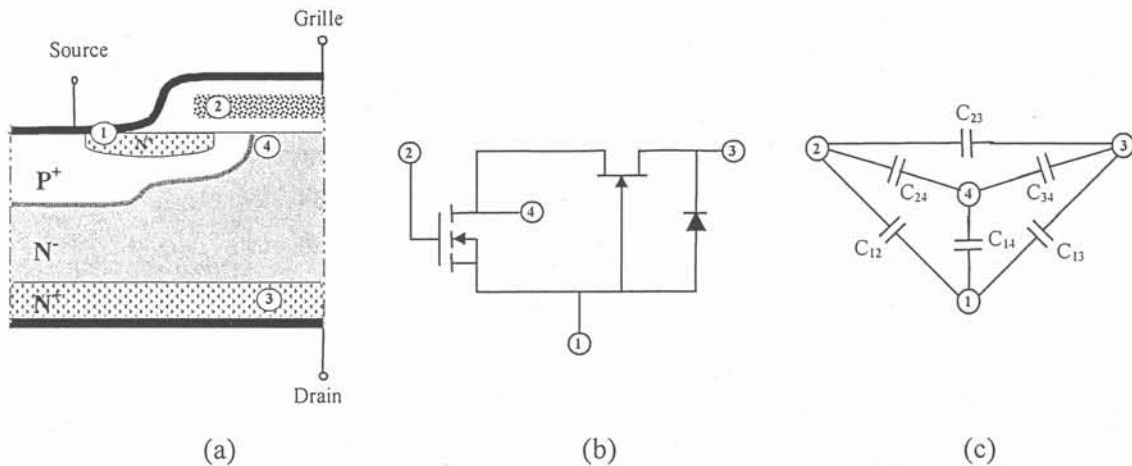 Grille
Source
2
1
N+
4
P⁺
N⁻
N⁺
3
Drain
(a)
2
3
4
1
(b)
C₂₃
2
3
C₂₄
C₃₄
4
C₁₂
C₁₄
C₁₃
1
(c)